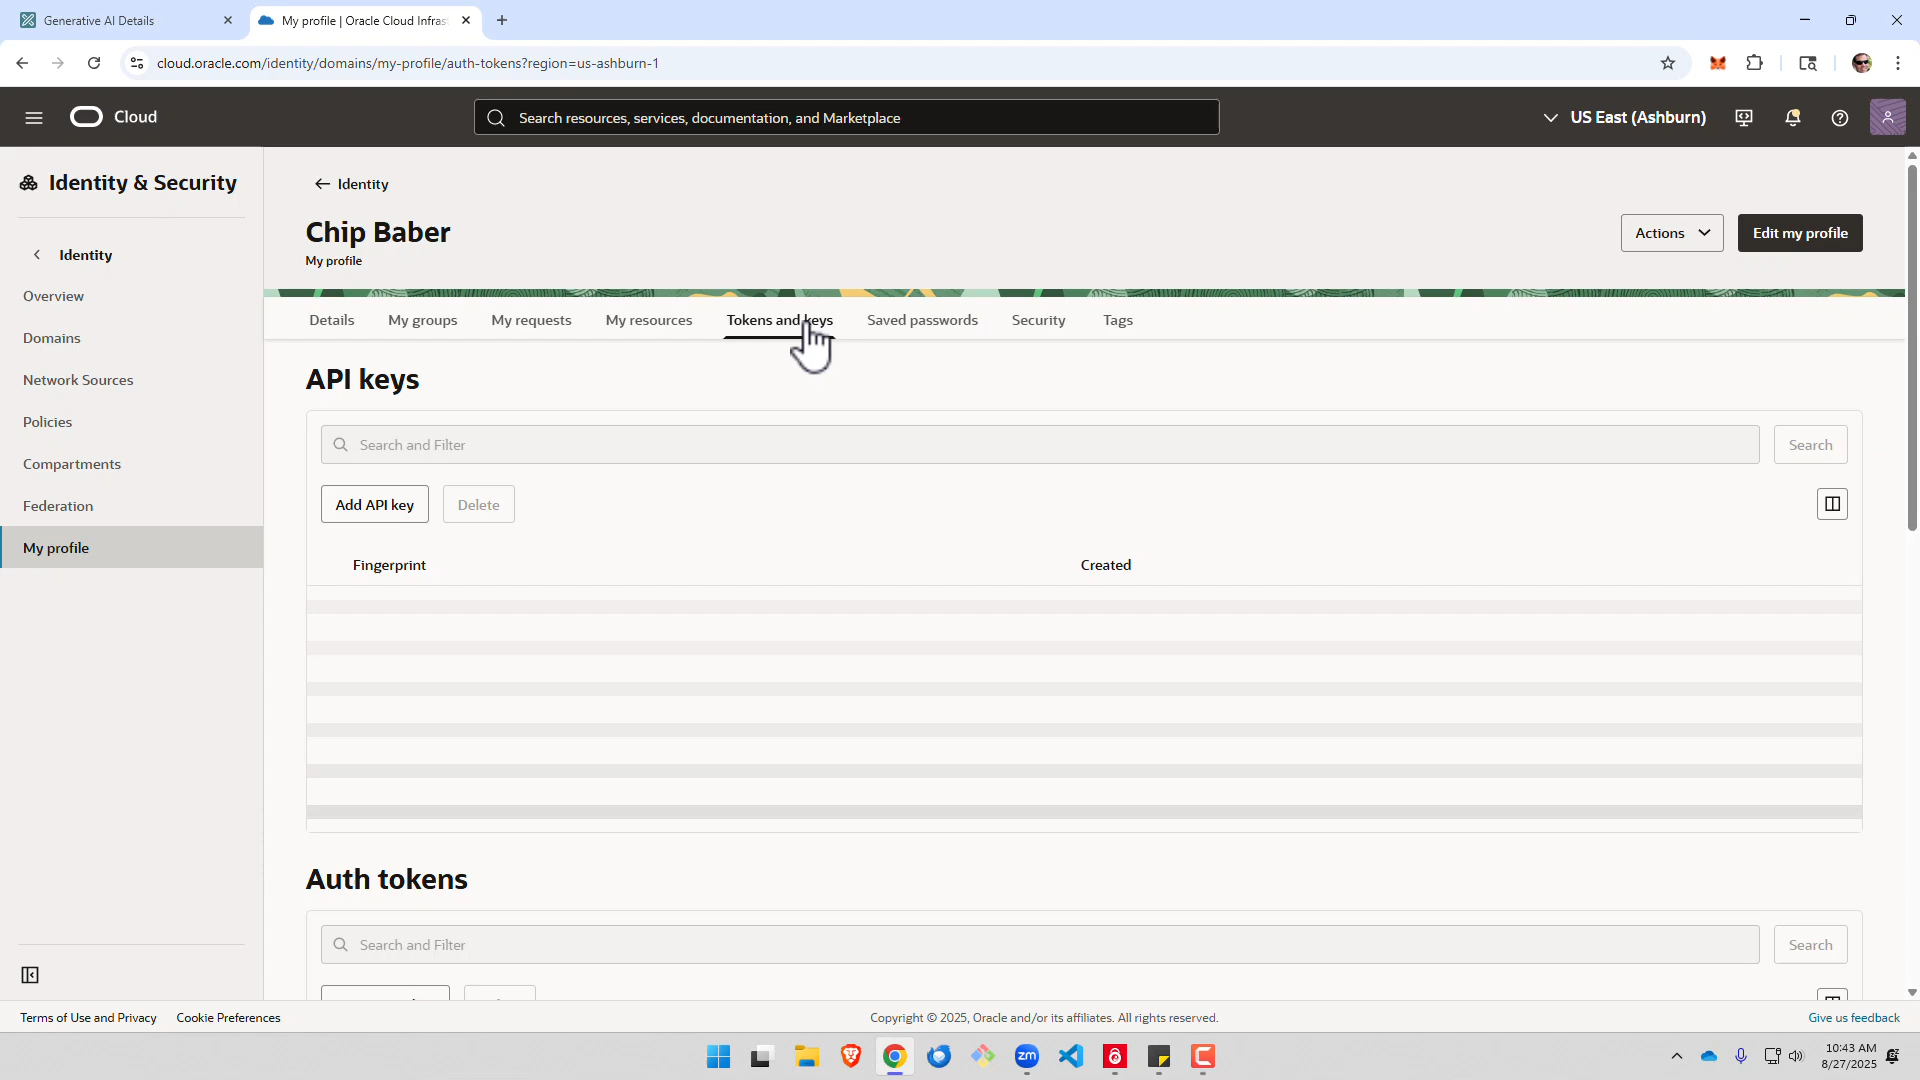 Generative AI Details
My profile | Oracle Cloud Infras
cloud.oracle.com/identity/domains/my-profile/auth-tokens?region=us-ashburn-1
Cloud
Search resources, services, documentation, and Marketplace
US East (Ashburn)
Identity & Security
Identity
Overview
Domains
Network Sources
Policies
Compartments
Federation
My profile
Identity
Chip Baber
My profile
Actions
Edit my profile
Details
My groups
My requests
My resources
Tokens and keys
Saved passwords
Security
Tags
API keys
Search and Filter
Search
Add API key
Delete
Fingerprint
Created
Auth tokens
Search and Filter
Search
Terms of Use and Privacy
Cookie Preferences
Copyright © 2025, Oracle and/or its affiliates. All rights reserved.
Give us feedback
zm
10:43 AM
8/27/2025